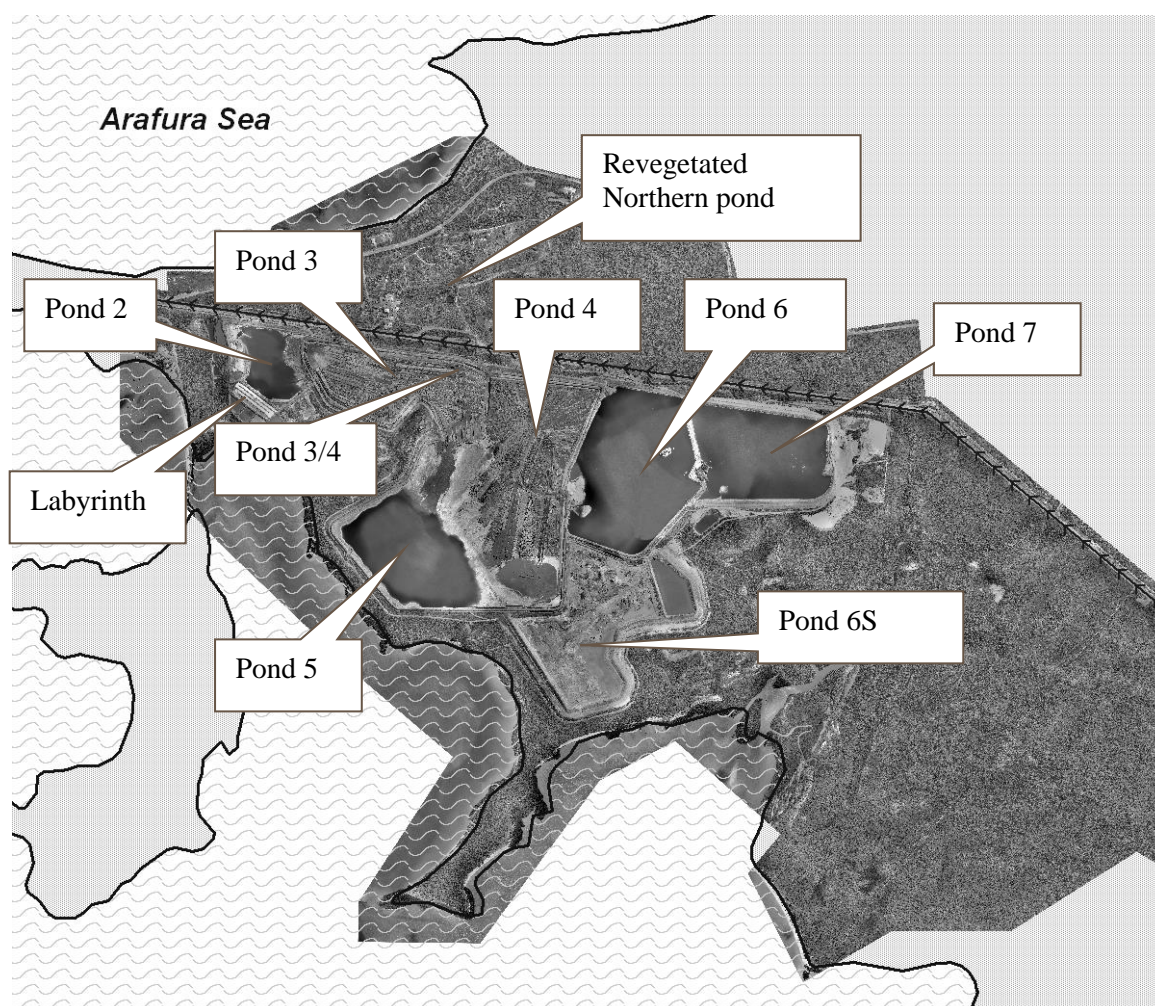 Arafura Sea
Revegetated
Northern pond
Pond 3
Pond 2
Pond 4
Pond 6
Pond 7
Pond 3/4
Labyrinth
Pond 6S
Pond 5